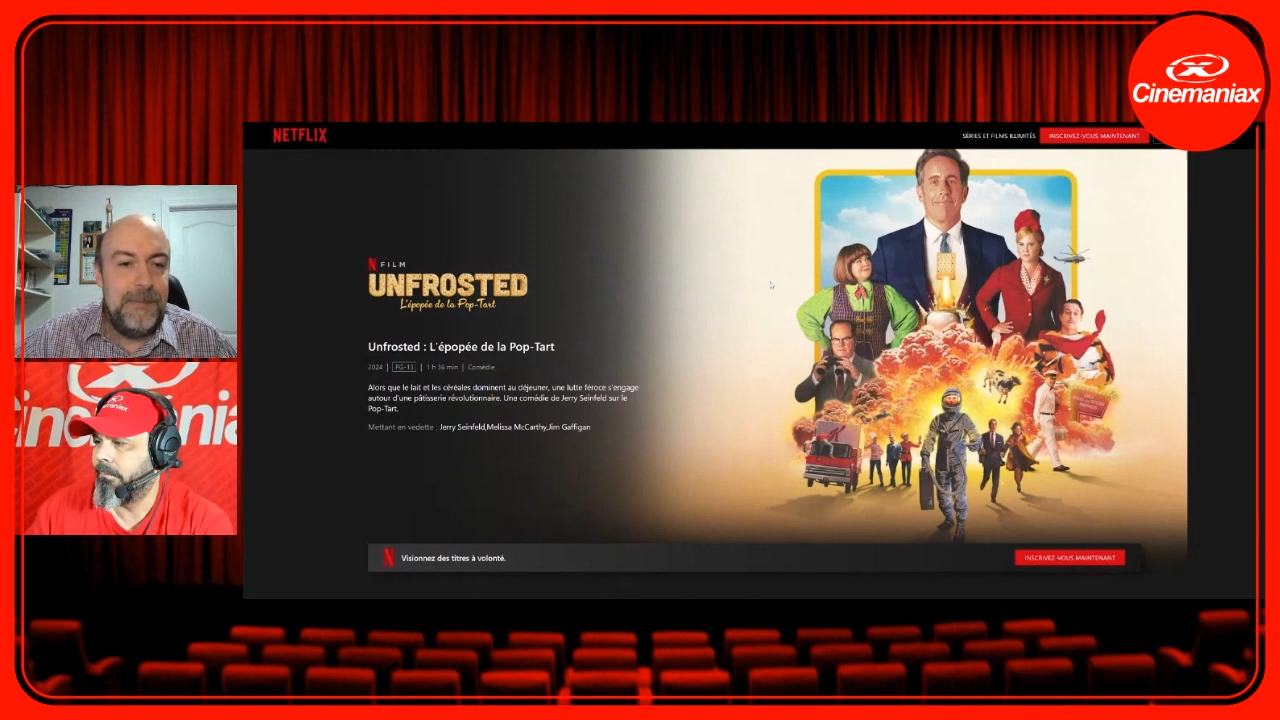 Cinemaniax
NETFLIX
SÉRIES ET FILMS ILLIMITÉS
INSCRIVEZ-VOUS MAINTENANT
FILM
UNFROSTED
L'épopée de la Pop-Tart
Unfrosted : L'épopée de la Pop-Tart
2024 | PG-13 | 1 h 36 min | Comédie
Alors que le lait et les céréales dominent au déjeuner, une lutte féroce s'engage
autour d'une pâtisserie révolutionnaire. Une comédie de Jerry Seinfeld sur le
Pop-Tart.
Mettant en vedette : Jerry Seinfeld,Melissa McCarthy,Jim Gaffigan
Visionnez des titres à volonté.
INSCRIVEZ-VOUS MAINTENANT